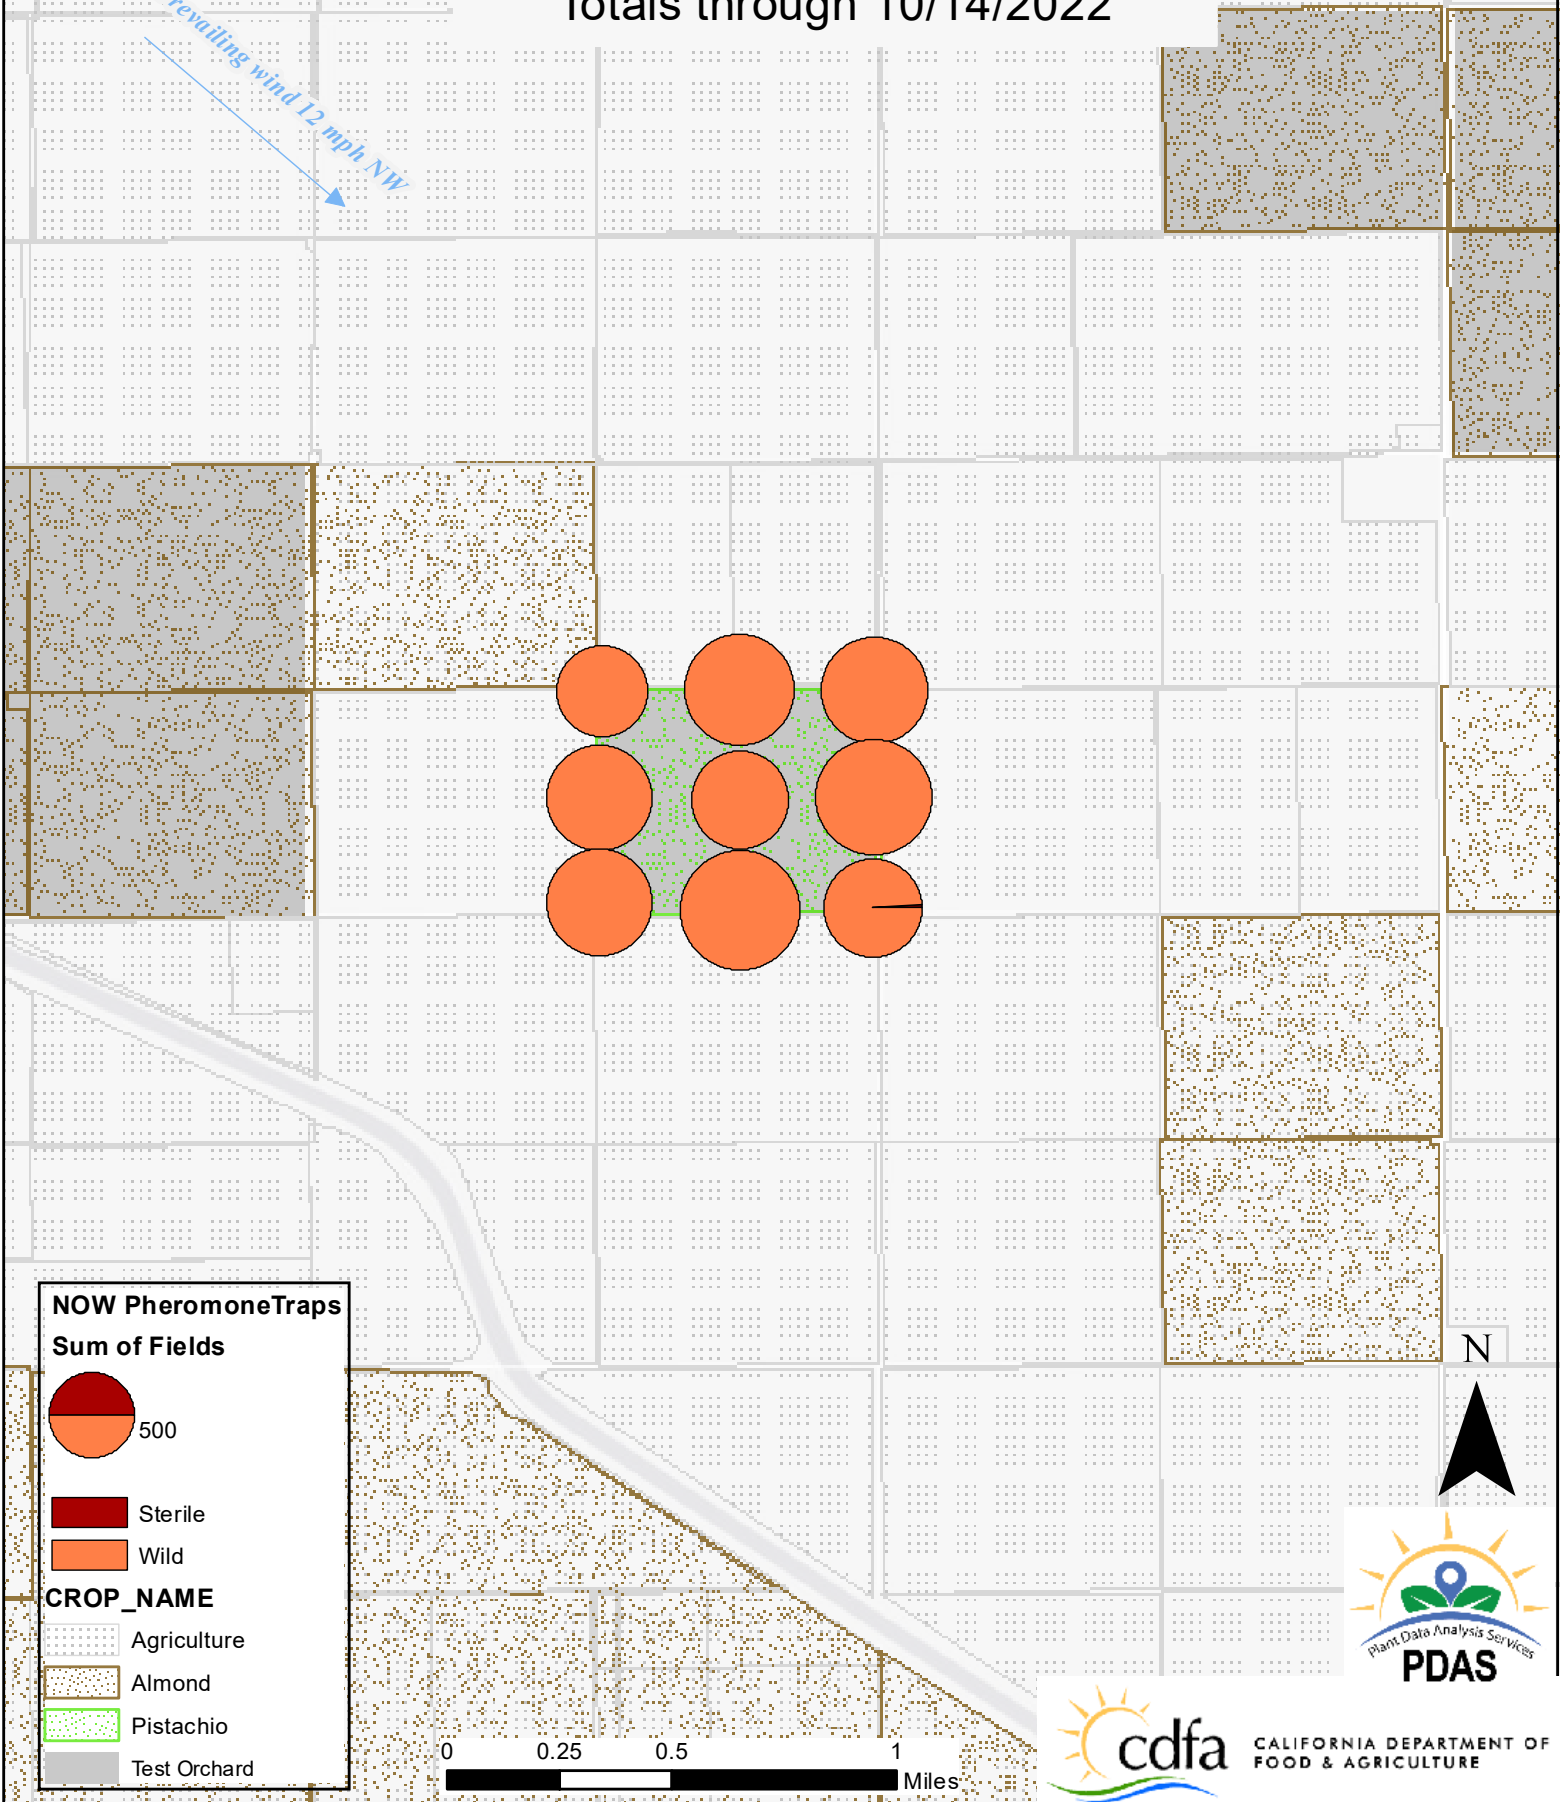 Totals through 10/14/2022
revailing wind 12 mph NW
NOW PheromoneTraps
Sum of Fields
500
Sterile
Wild
CROP_NAME
Agriculture
Almond
Pistachio
Test Orchard
0 0.25 0.5 1
Miles
N
Plant Data Analysis Services
PDAS
cdfa
CALIFORNIA DEPARTMENT OF
FOOD & AGRICULTURE